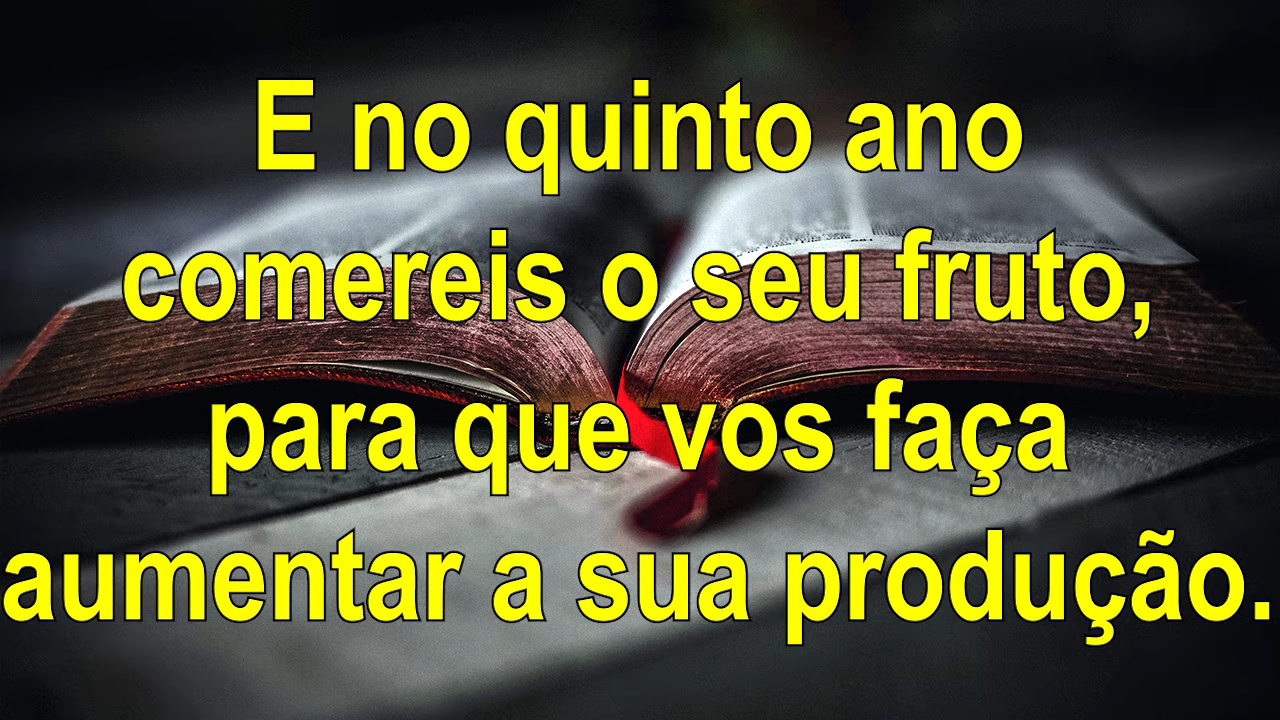 E no quinto ano
comereis o seu fruto,
para que vos faça
aumentar a sua produção.